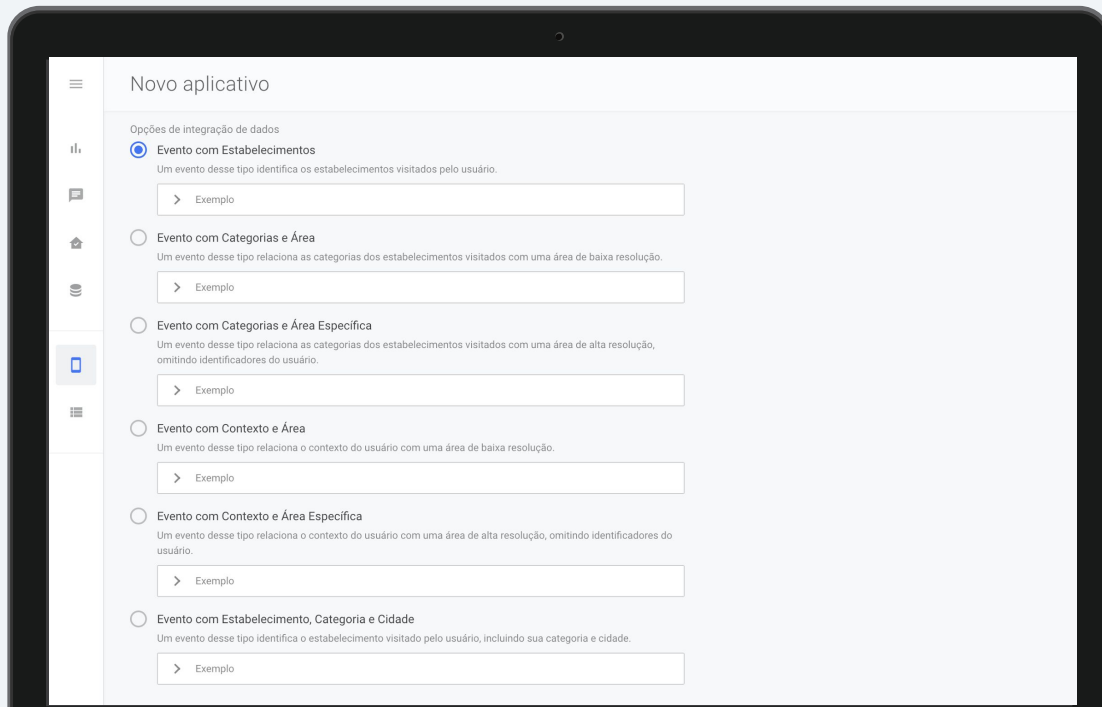 Novo aplicativo
Opções de integração de dados
Evento com Estabelecimentos
Um evento desse tipo identifica os estabelecimentos visitados pelo usuário.
Exemplo
Evento com Categorias e Área
Um evento desse tipo relaciona as categorias dos estabelecimentos visitados com uma área de baixa resolução.
Exemplo
Evento com Categorias e Área Específica
Um evento desse tipo relaciona as categorias dos estabelecimentos visitados com uma área de alta resolução,
omitindo identificadores do usuário.
Exemplo
Evento com Contexto e Área
Um evento desse tipo relaciona o contexto do usuário com uma área de baixa resolução.
Exemplo
Evento com Contexto e Área Específica
Um evento desse tipo relaciona o contexto do usuário com uma área de alta resolução, omitindo identificadores do
usuário.
Exemplo
Evento com Estabelecimento, Categoria e Cidade
Um evento desse tipo identifica o estabelecimento visitado pelo usuário, incluindo sua categoria e cidade.
Exemplo